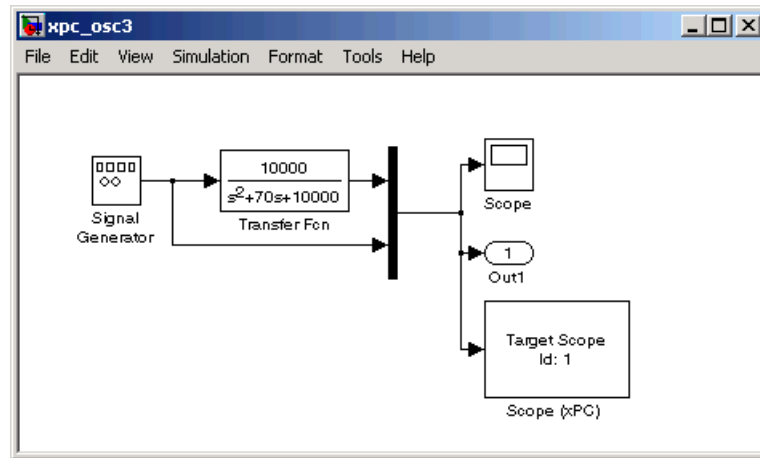 xpc_osc3
File Edit View Simulation Format Tools Help
10000
s²+70s+10000
Transfer Fcn
Signal
Generator
Scope
1
Out1
Target Scope
Id: 1
Scope (xPC)